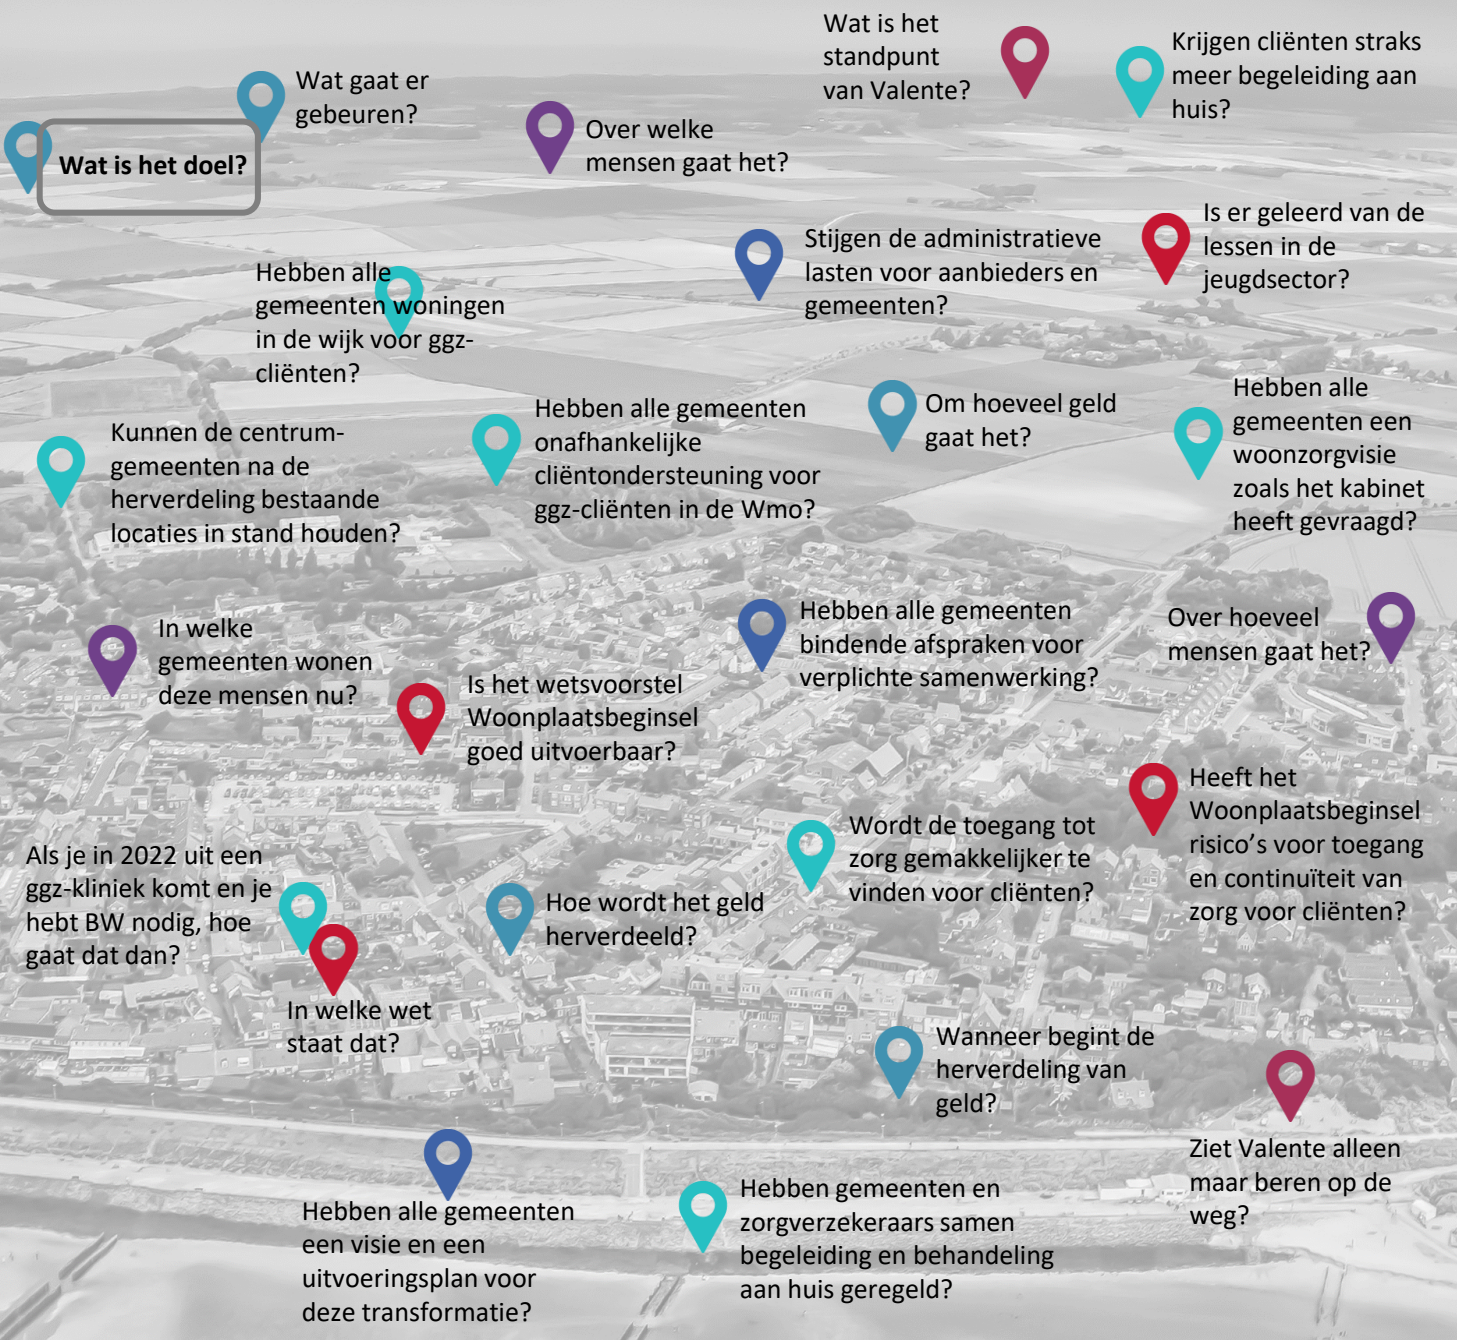 Wat is het
standpunt
van Valente?
Krijgen cliënten straks
meer begeleiding aan
huis?
Wat gaat er
gebeuren?
Over welke
mensen gaat het?
Wat is het doel?
Is er geleerd van de
lessen in de
jeugdsector?
Stijgen de administratieve
lasten voor aanbieders en
gemeenten?
Hebben alle
gemeenten woningen
in de wijk voor ggz-
cliënten?
Hebben alle
gemeenten een
woonzorgvisie
zoals het kabinet
heeft gevraagd?
Om hoeveel geld
gaat het?
Hebben alle gemeenten
onafhankelijke
cliëntondersteuning voor
ggz-cliënten in de Wmo?
Kunnen de centrum-
gemeenten na de
herverdeling bestaande
locaties in stand houden?
Hebben alle gemeenten
bindende afspraken voor
verplichte samenwerking?
Over hoeveel
mensen gaat het?
In welke
gemeenten wonen
deze mensen nu?
Is het wetsvoorstel
Woonplaatsbeginsel
goed uitvoerbaar?
Heeft het
Woonplaatsbeginsel
risico's voor toegang
en continuïteit van
zorg voor cliënten?
Wordt de toegang tot
zorg gemakkelijker te
vinden voor cliënten?
Als je in 2022 uit een
ggz-kliniek komt en je
hebt BW nodig, hoe
gaat dat dan?
Hoe wordt het geld
herverdeeld?
In welke wet
staat dat?
Wanneer begint de
herverdeling van
geld?
Ziet Valente alleen
maar beren op de
weg?
Hebben alle gemeenten
een visie en een
uitvoeringsplan voor
deze transformatie?
Hebben gemeenten en
zorgverzekeraars samen
begeleiding en behandeling
aan huis geregeld?